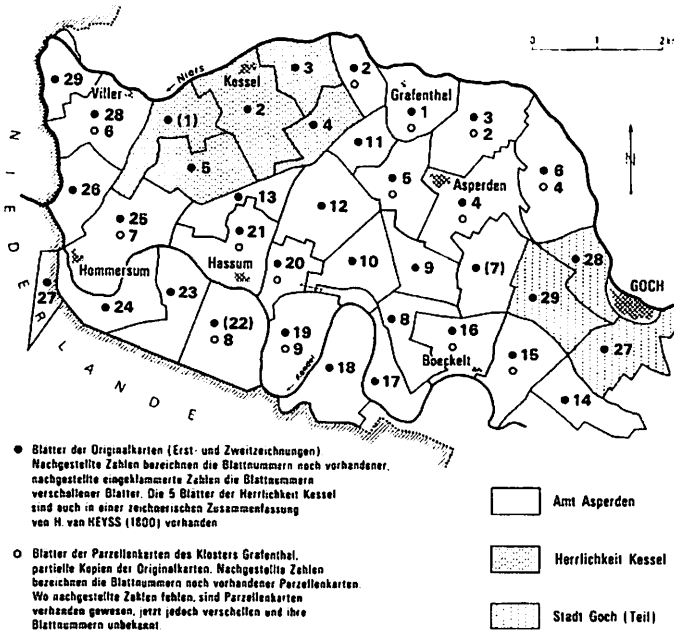 0 1 2 km
← Niers
29
Viller
28
6
Kessel
3
2
(1)
2
4
5
Grafenthal
1
3
2
11
5
Asperden
4
6
4
N
26
25
7
13
21
Hassum
12
20
10
9
(7)
28
29
GOCH
27
Hommersum
27
24
23
(22)
8
19
9
← Kendel
18
17
8
16
Boeckelt
15
14
NIEDERLANDE
● Blätter der Originalkarten (Erst- und Zweitzeichnungen)
Nachgestellte Zahlen bezeichnen die Blattnummern noch vorhandener,
nachgestellte eingeklammerte Zahlen die Blattnummern
verschollener Blätter. Die 5 Blätter der Herrlichkeit Kessel
sind auch in einer zeichnerischen Zusammenfassung
von H. van HEYSS (1800) vorhanden
○ Blätter der Parzellenkarten des Klosters Grafenthal,
partielle Kopien der Originalkarten. Nachgestellte Zahlen
bezeichnen die Blattnummern noch vorhandener Parzellenkarten.
Wo nachgestellte Zahlen fehlen, sind Parzellenkarten
vorhanden gewesen, jetzt jedoch verschollen und ihre
Blattnummern unbekannt.
Amt Asperden
Herrlichkeit Kessel
Stadt Goch (Teil)